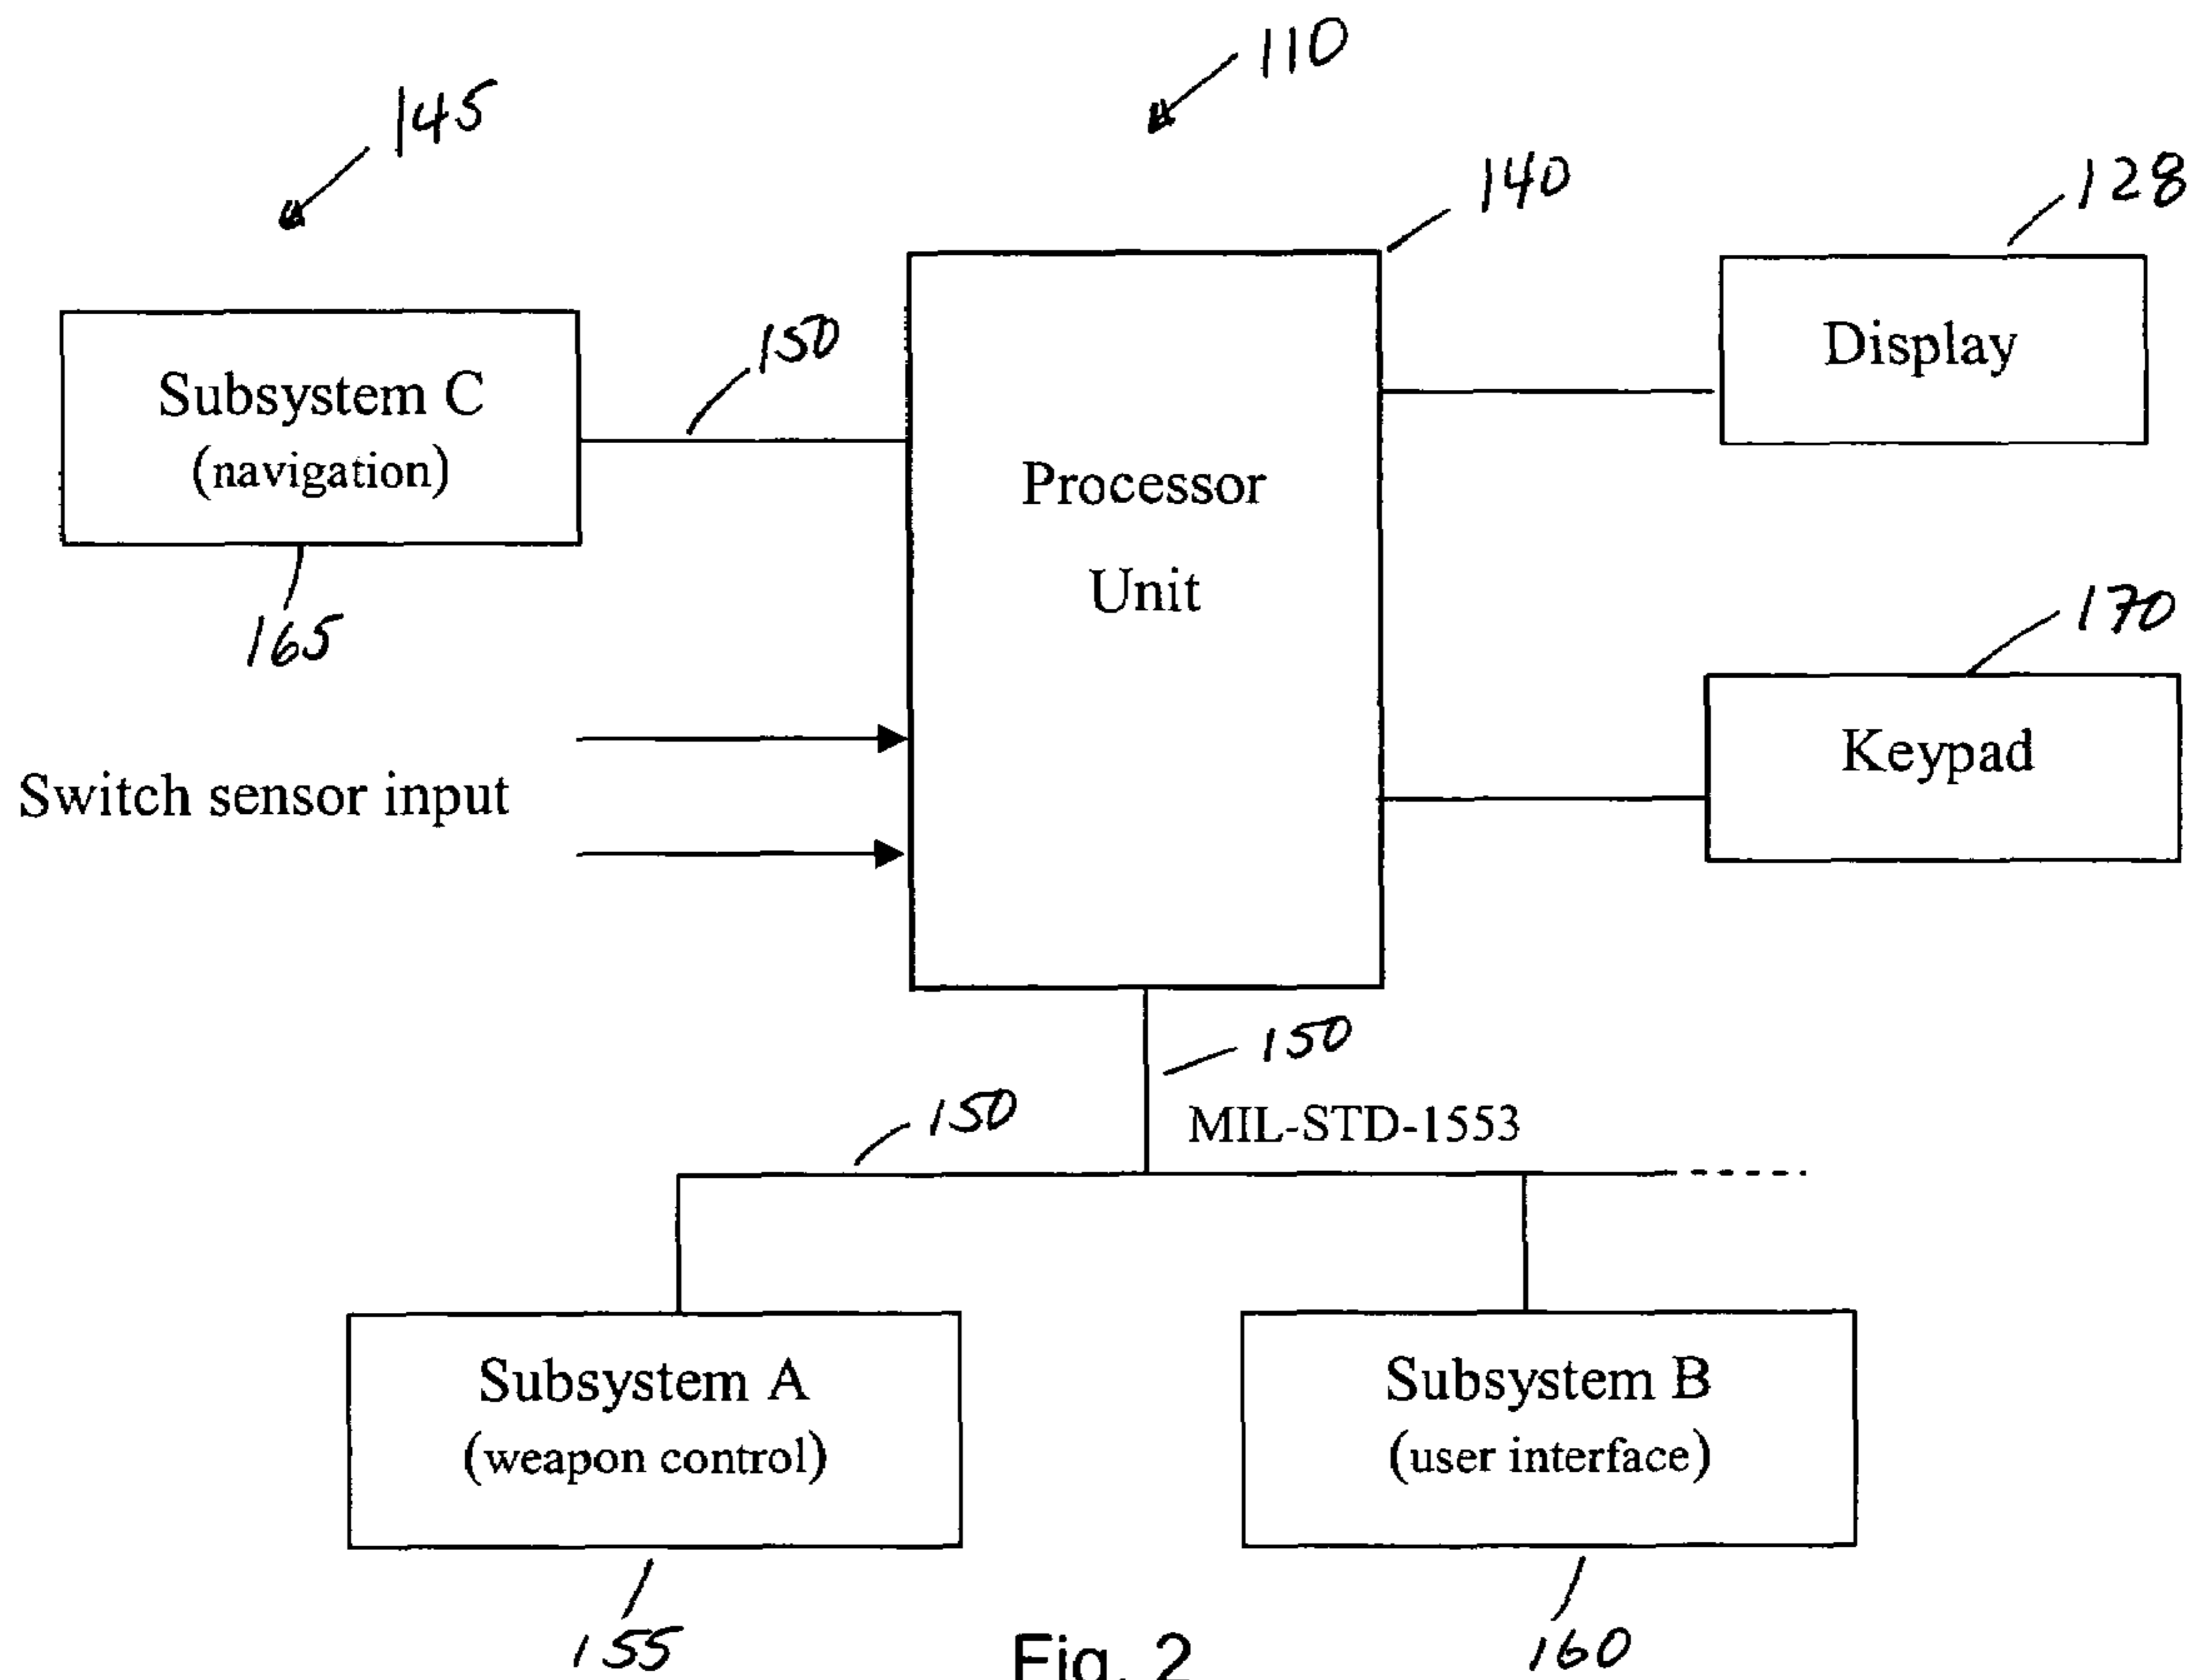 110
145
140
128
150
Subsystem C
(navigation)
Display
Processor
Unit
165
170
Keypad
Switch sensor input
150
150
MIL-STD-1553
Subsystem A
(weapon control)
Subsystem B
(user interface)
155
160
Fig. 2